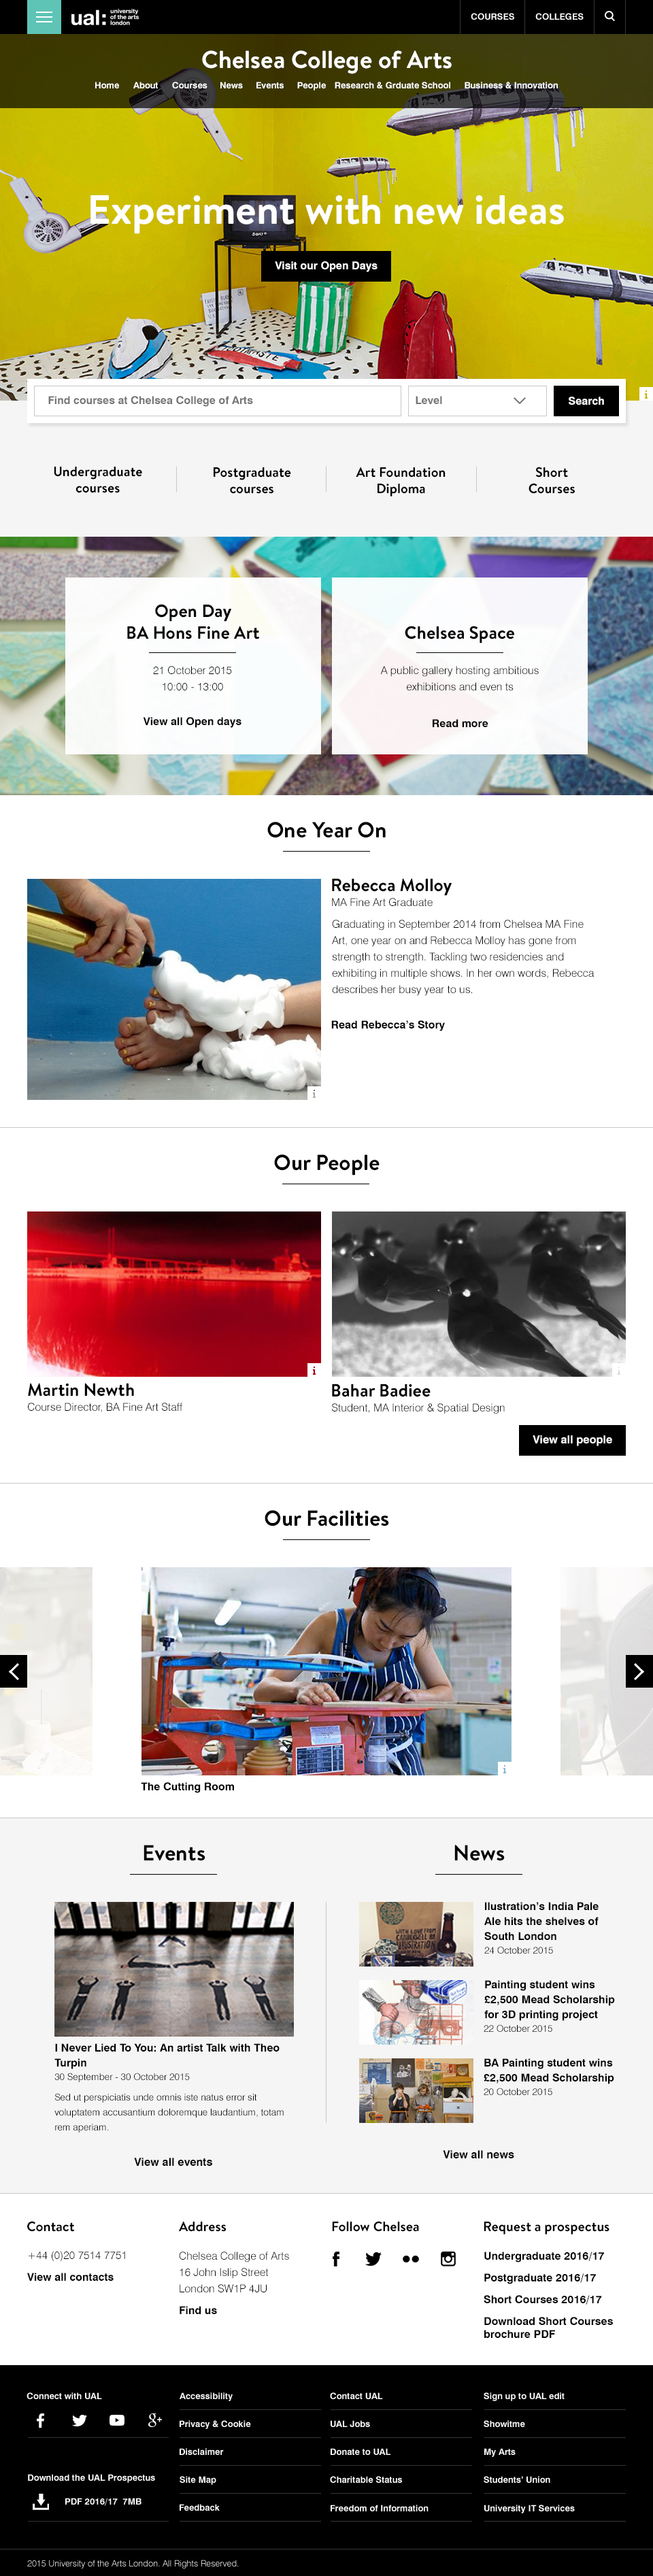 ual: university of the arts london
COURSES
COLLEGES
Chelsea College of Arts
Home About Courses News Events People Research & Grduate School Business & Innovation
Experiment with new ideas
Visit our Open Days
Find courses at Chelsea College of Arts
Level
Search
Undergraduate
courses
Postgraduate
courses
Art Foundation
Diploma
Short
Courses
Open Day
BA Hons Fine Art
21 October 2015
10:00 - 13:00
View all Open days
Chelsea Space
A public gallery hosting ambitious
exhibitions and even ts
Read more
One Year On
Rebecca Molloy
MA Fine Art Graduate
Graduating in September 2014 from Chelsea MA Fine
Art, one year on and Rebecca Molloy has gone from
strength to strength. Tackling two residencies and
exhibiting in multiple shows. In her own words, Rebecca
describes her busy year to us.
Read Rebecca's Story
Our People
Martin Newth
Course Director, BA Fine Art Staff
Bahar Badiee
Student, MA Interior & Spatial Design
View all people
Our Facilities
The Cutting Room
Events
I Never Lied To You: An artist Talk with Theo
Turpin
30 September - 30 October 2015
Sed ut perspiciatis unde omnis iste natus error sit
voluptatem accusantium doloremque laudantium, totam
rem aperiam.
View all events
News
Ilustration's India Pale
Ale hits the shelves of
South London
24 October 2015
Painting student wins
£2,500 Mead Scholarship
for 3D printing project
22 October 2015
BA Painting student wins
£2,500 Mead Scholarship
20 October 2015
View all news
Contact
+44 (0)20 7514 7751
View all contacts
Address
Chelsea College of Arts
16 John Islip Street
London SW1P 4JU
Find us
Follow Chelsea
Request a prospectus
Undergraduate 2016/17
Postgraduate 2016/17
Short Courses 2016/17
Download Short Courses
brochure PDF
Connect with UAL
Download the UAL Prospectus
PDF 2016/17 7MB
Accessibility
Privacy & Cookie
Disclaimer
Site Map
Feedback
Contact UAL
UAL Jobs
Donate to UAL
Charitable Status
Freedom of Information
Sign up to UAL edit
Showitme
My Arts
Students' Union
University IT Services
2015 University of the Arts London. All Rights Reserved.